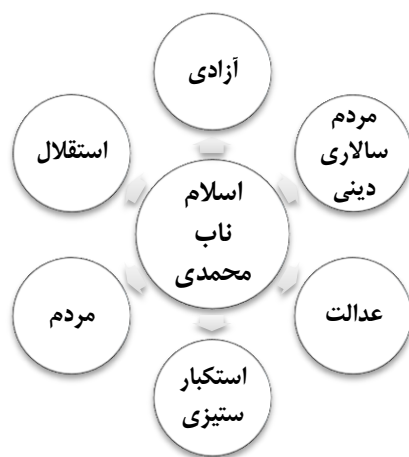 آزادی
مردم
سالاری
دینی
استقلال
اسلام
ناب
محمدی
عدالت
مردم
استکبار
ستیزی